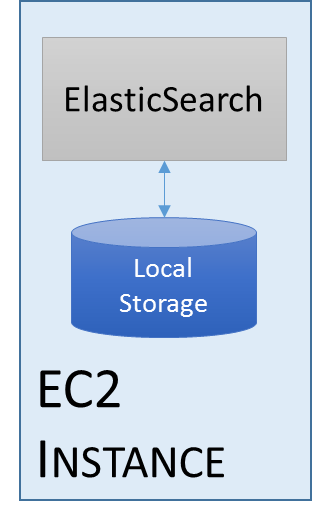 ElasticSearch
Local
Storage
EC2
INSTANCE